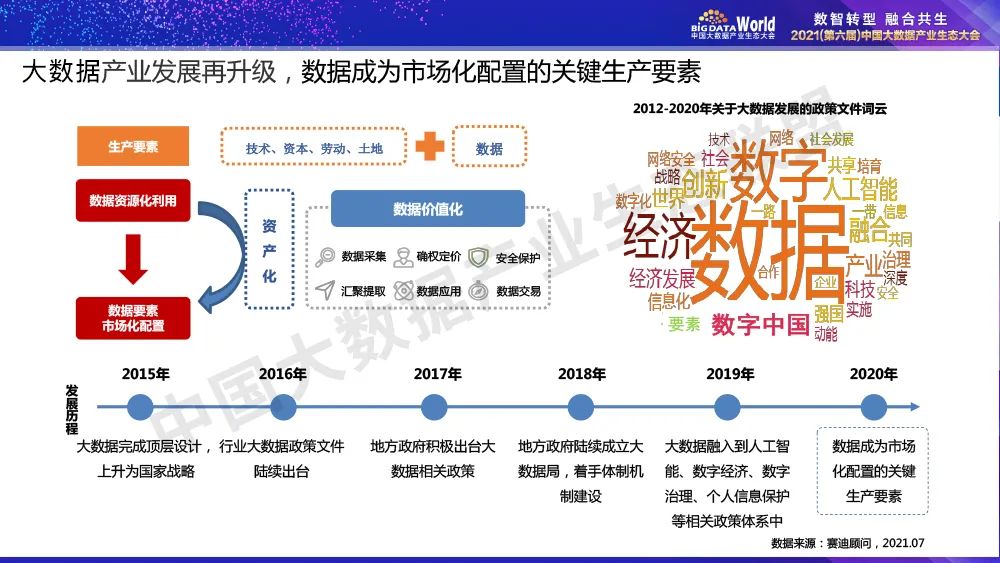 BIGDATA World
中国大数据产业生态大会
数智转型 融合共生
2021(第六届)中国大数据产业生态大会
大数据产业发展再升级，数据成为市场化配置的关键生产要素
生产要素
技术、资本、劳动、土地
数据
数据资源化利用
数据要素
市场化配置
资产化
数据价值化
数据采集
确权定价
安全保护
汇聚提取
数据应用
数据交易
2012-2020年关于大数据发展的政策文件词云
技术
网络
社会发展
网络安全
社会
数字
共享
培育
战略
创新
人工智能
数字化
世界
一路
一带
信息
经济
数据
融合
共同
合作
产业
治理
经济发展
企业
深度
信息化
科技
安全
要素
数字中国
强国
实施
动能
中国大数据产业生态联盟
发展历程
2015年
2016年
2017年
2018年
2019年
2020年
大数据完成顶层设计，
上升为国家战略
行业大数据政策文件
陆续出台
地方政府积极出台大
数据相关政策
地方政府陆续成立大
数据局，着手体制机
制建设
大数据融入到人工智
能、数字经济、数字
治理、个人信息保护
等相关政策体系中
数据成为市场
化配置的关键
生产要素
数据来源：赛迪顾问，2021.07